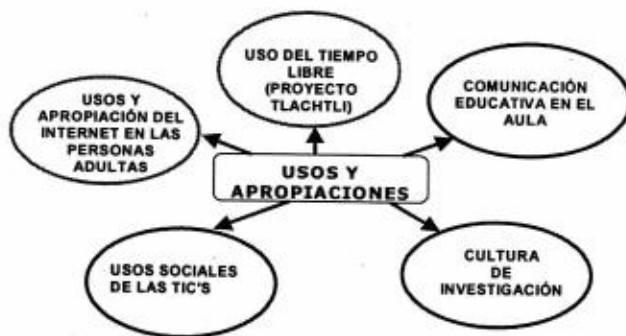 USO DEL TIEMPO
LIBRE
(PROYECTO
TLACHTLI)
USOS Y
APROPIACIÓN DEL
INTERNET EN LAS
PERSONAS
ADULTAS
COMUNICACIÓN
EDUCATIVA EN EL
AULA
USOS Y
APROPIACIONES
USOS SOCIALES
DE LAS TIC'S
CULTURA
DE
INVESTIGACIÓN